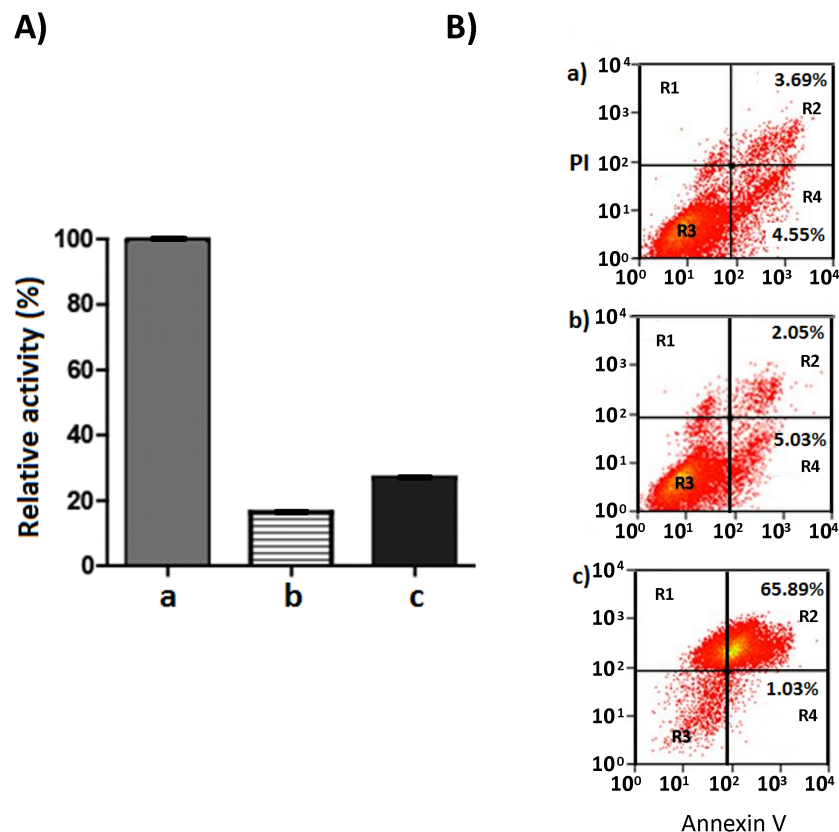 A)
B)
Relative activity (%)
100
80
60
40
20
0
a
b
c
a)
PI
10⁴
10³
10²
10¹
10⁰
R1
3.69%
R2
R3
R4
4.55%
10⁰ 10¹ 10² 10³ 10⁴
b)
10⁴
10³
10²
10¹
10⁰
R1
2.05%
R2
R3
5.03%
R4
10⁰ 10¹ 10² 10³ 10⁴
c)
10⁴
10³
10²
10¹
10⁰
R1
65.89%
R2
R3
1.03%
R4
10⁰ 10¹ 10² 10³ 10⁴
Annexin V